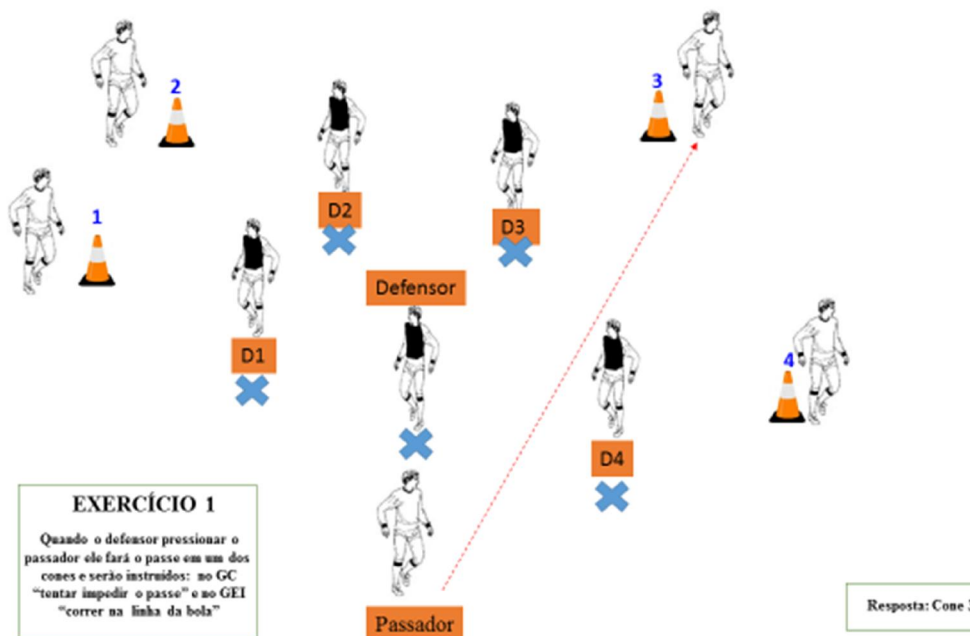 2
3
1
D2
D3
Defensor
D1
4
D4
EXERCÍCIO 1
Quando o defensor pressionar o
passador ele fará o passe em um dos
cones e serão instruídos: no GC
“tentar impedir o passe” e no GEI
“correr na linha da bola”
Passador
Resposta: Cone 3